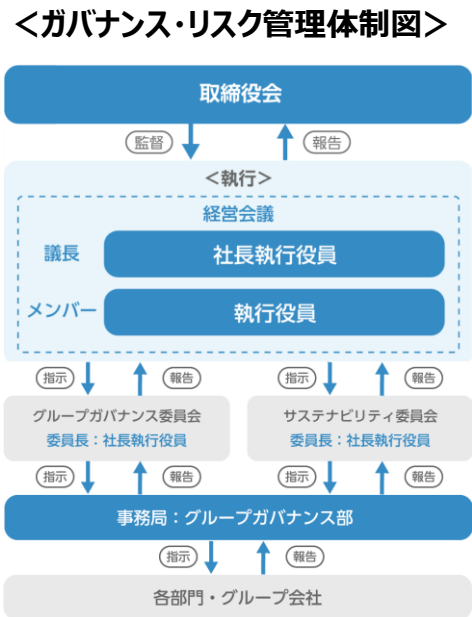 ＜ガバナンス・リスク管理体制図＞
取締役会
監督 報告
＜執行＞
経営会議
議長 社長執行役員
メンバー 執行役員
指示 報告 指示 報告
グループガバナンス委員会 サステナビリティ委員会
委員長：社長執行役員 委員長：社長執行役員
指示 報告 指示 報告
事務局：グループガバナンス部
指示 報告
各部門・グループ会社